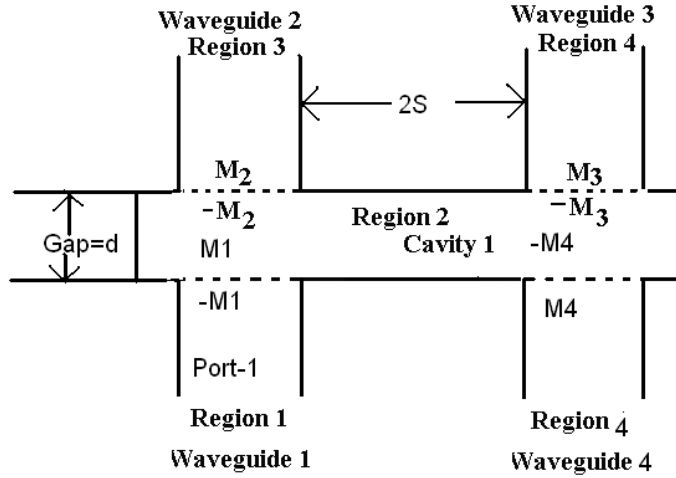 Waveguide 2
Region 3
Waveguide 3
Region 4
2S
M2
M3
-M2
-M3
Region 2
Gap=d
M1
Cavity 1
-M4
-M1
M4
Port-1
Region 1
Region 4
Waveguide 1
Waveguide 4